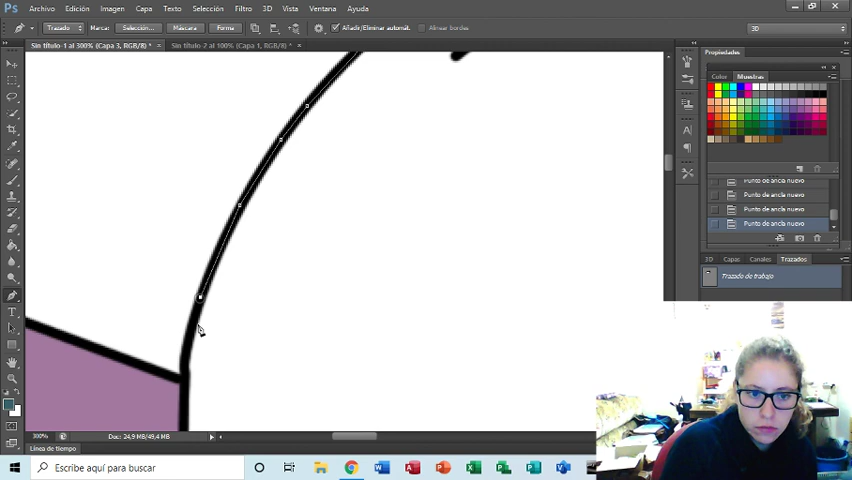 Ps Archivo Edición Imagen Capa Texto Selección Filtro 3D Vista Ventana Ayuda
Trazado Marca: Selección... Máscara Forma Añadir/Eliminar automát. Alinear bordes 3D
Sin título-1 al 300% (Capa 3, RGB/8) * × Sin título-2 al 100% (Capa 1, RGB/8) * ×
Propiedades
Color Muestras
Punto de ancla nuevo
Punto de ancla nuevo
Punto de ancla nuevo
Punto de ancla nuevo
3D Capas Canales Trazados
Trazado de trabajo
300% Doc: 24,9 MB/49,4 MB
Línea de tiempo
Escribe aquí para buscar